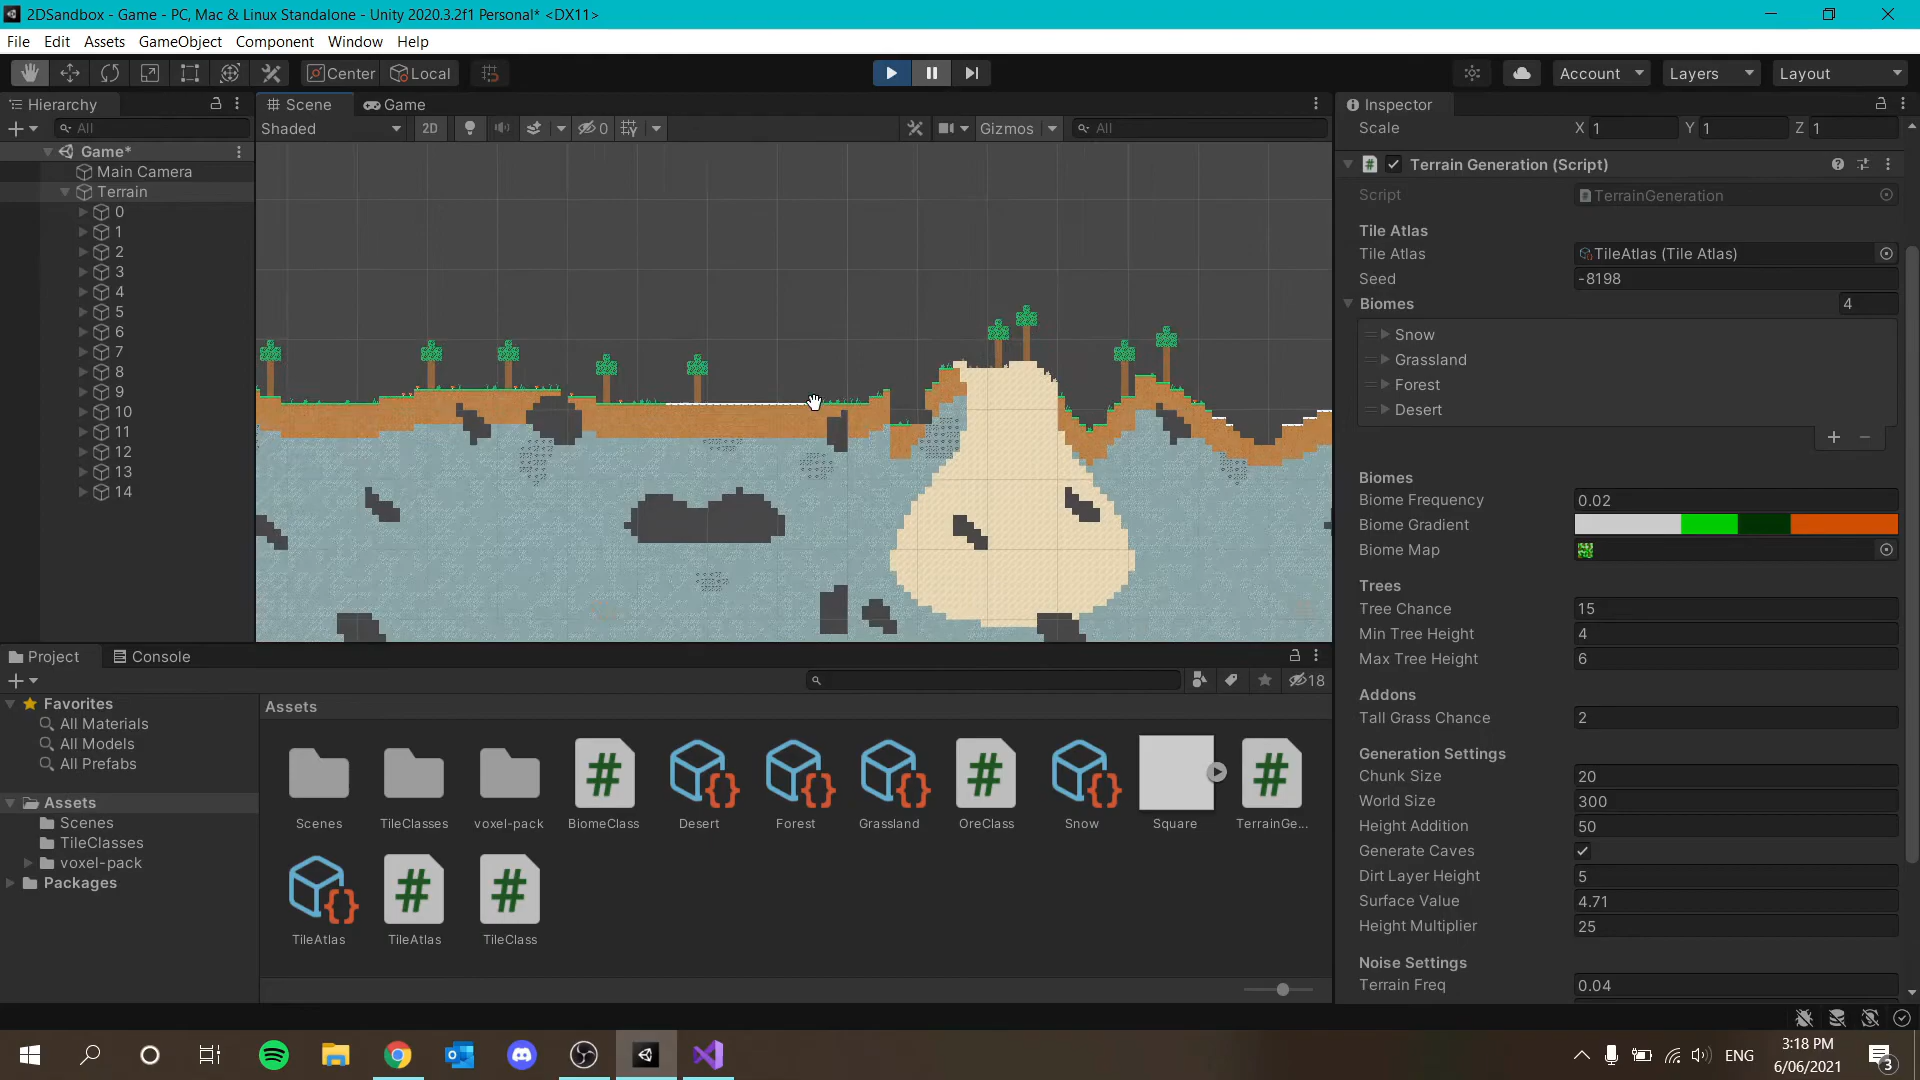 2DSandbox - Game - PC, Mac & Linux Standalone - Unity 2020.3.2f1 Personal* <DX11>
File Edit Assets GameObject Component Window Help
Center Local Account Layers Layout
Hierarchy
All
Game*
Main Camera
Terrain
0
1
2
3
4
5
6
7
8
9
10
11
12
13
14
Scene Game
Shaded 2D 0 Gizmos All
Inspector
Scale X 1 Y 1 Z 1
Terrain Generation (Script)
Script TerrainGeneration
Tile Atlas
Tile Atlas TileAtlas (Tile Atlas)
Seed -8198
Biomes 4
Snow
Grassland
Forest
Desert
Biomes
Biome Frequency 0.02
Biome Gradient
Biome Map
Trees
Tree Chance 15
Min Tree Height 4
Max Tree Height 6
Addons
Tall Grass Chance 2
Generation Settings
Chunk Size 20
World Size 300
Height Addition 50
Generate Caves
Dirt Layer Height 5
Surface Value 4.71
Height Multiplier 25
Noise Settings
Terrain Freq 0.04
Project Console
18
Favorites
All Materials
All Models
All Prefabs
Assets
Scenes
TileClasses
voxel-pack
Packages
Assets
Scenes TileClasses voxel-pack BiomeClass Desert Forest Grassland OreClass Snow Square TerrainGe...
TileAtlas TileAtlas TileClass
ENG
3:18 PM
6/06/2021
3